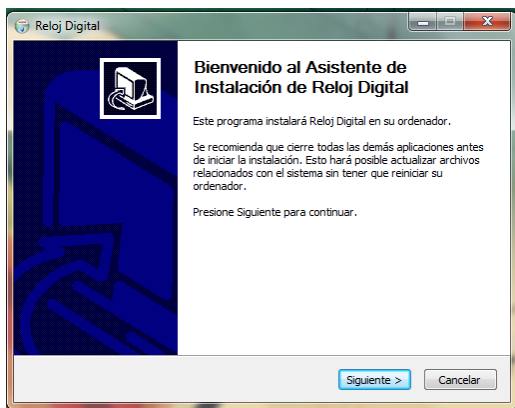 Reloj Digital
Bienvenido al Asistente de
Instalación de Reloj Digital
Este programa instalará Reloj Digital en su ordenador.
Se recomienda que cierre todas las demás aplicaciones antes
de iniciar la instalación. Esto hará posible actualizar archivos
relacionados con el sistema sin tener que reiniciar su
ordenador.
Presione Siguiente para continuar.
Siguiente >
Cancelar